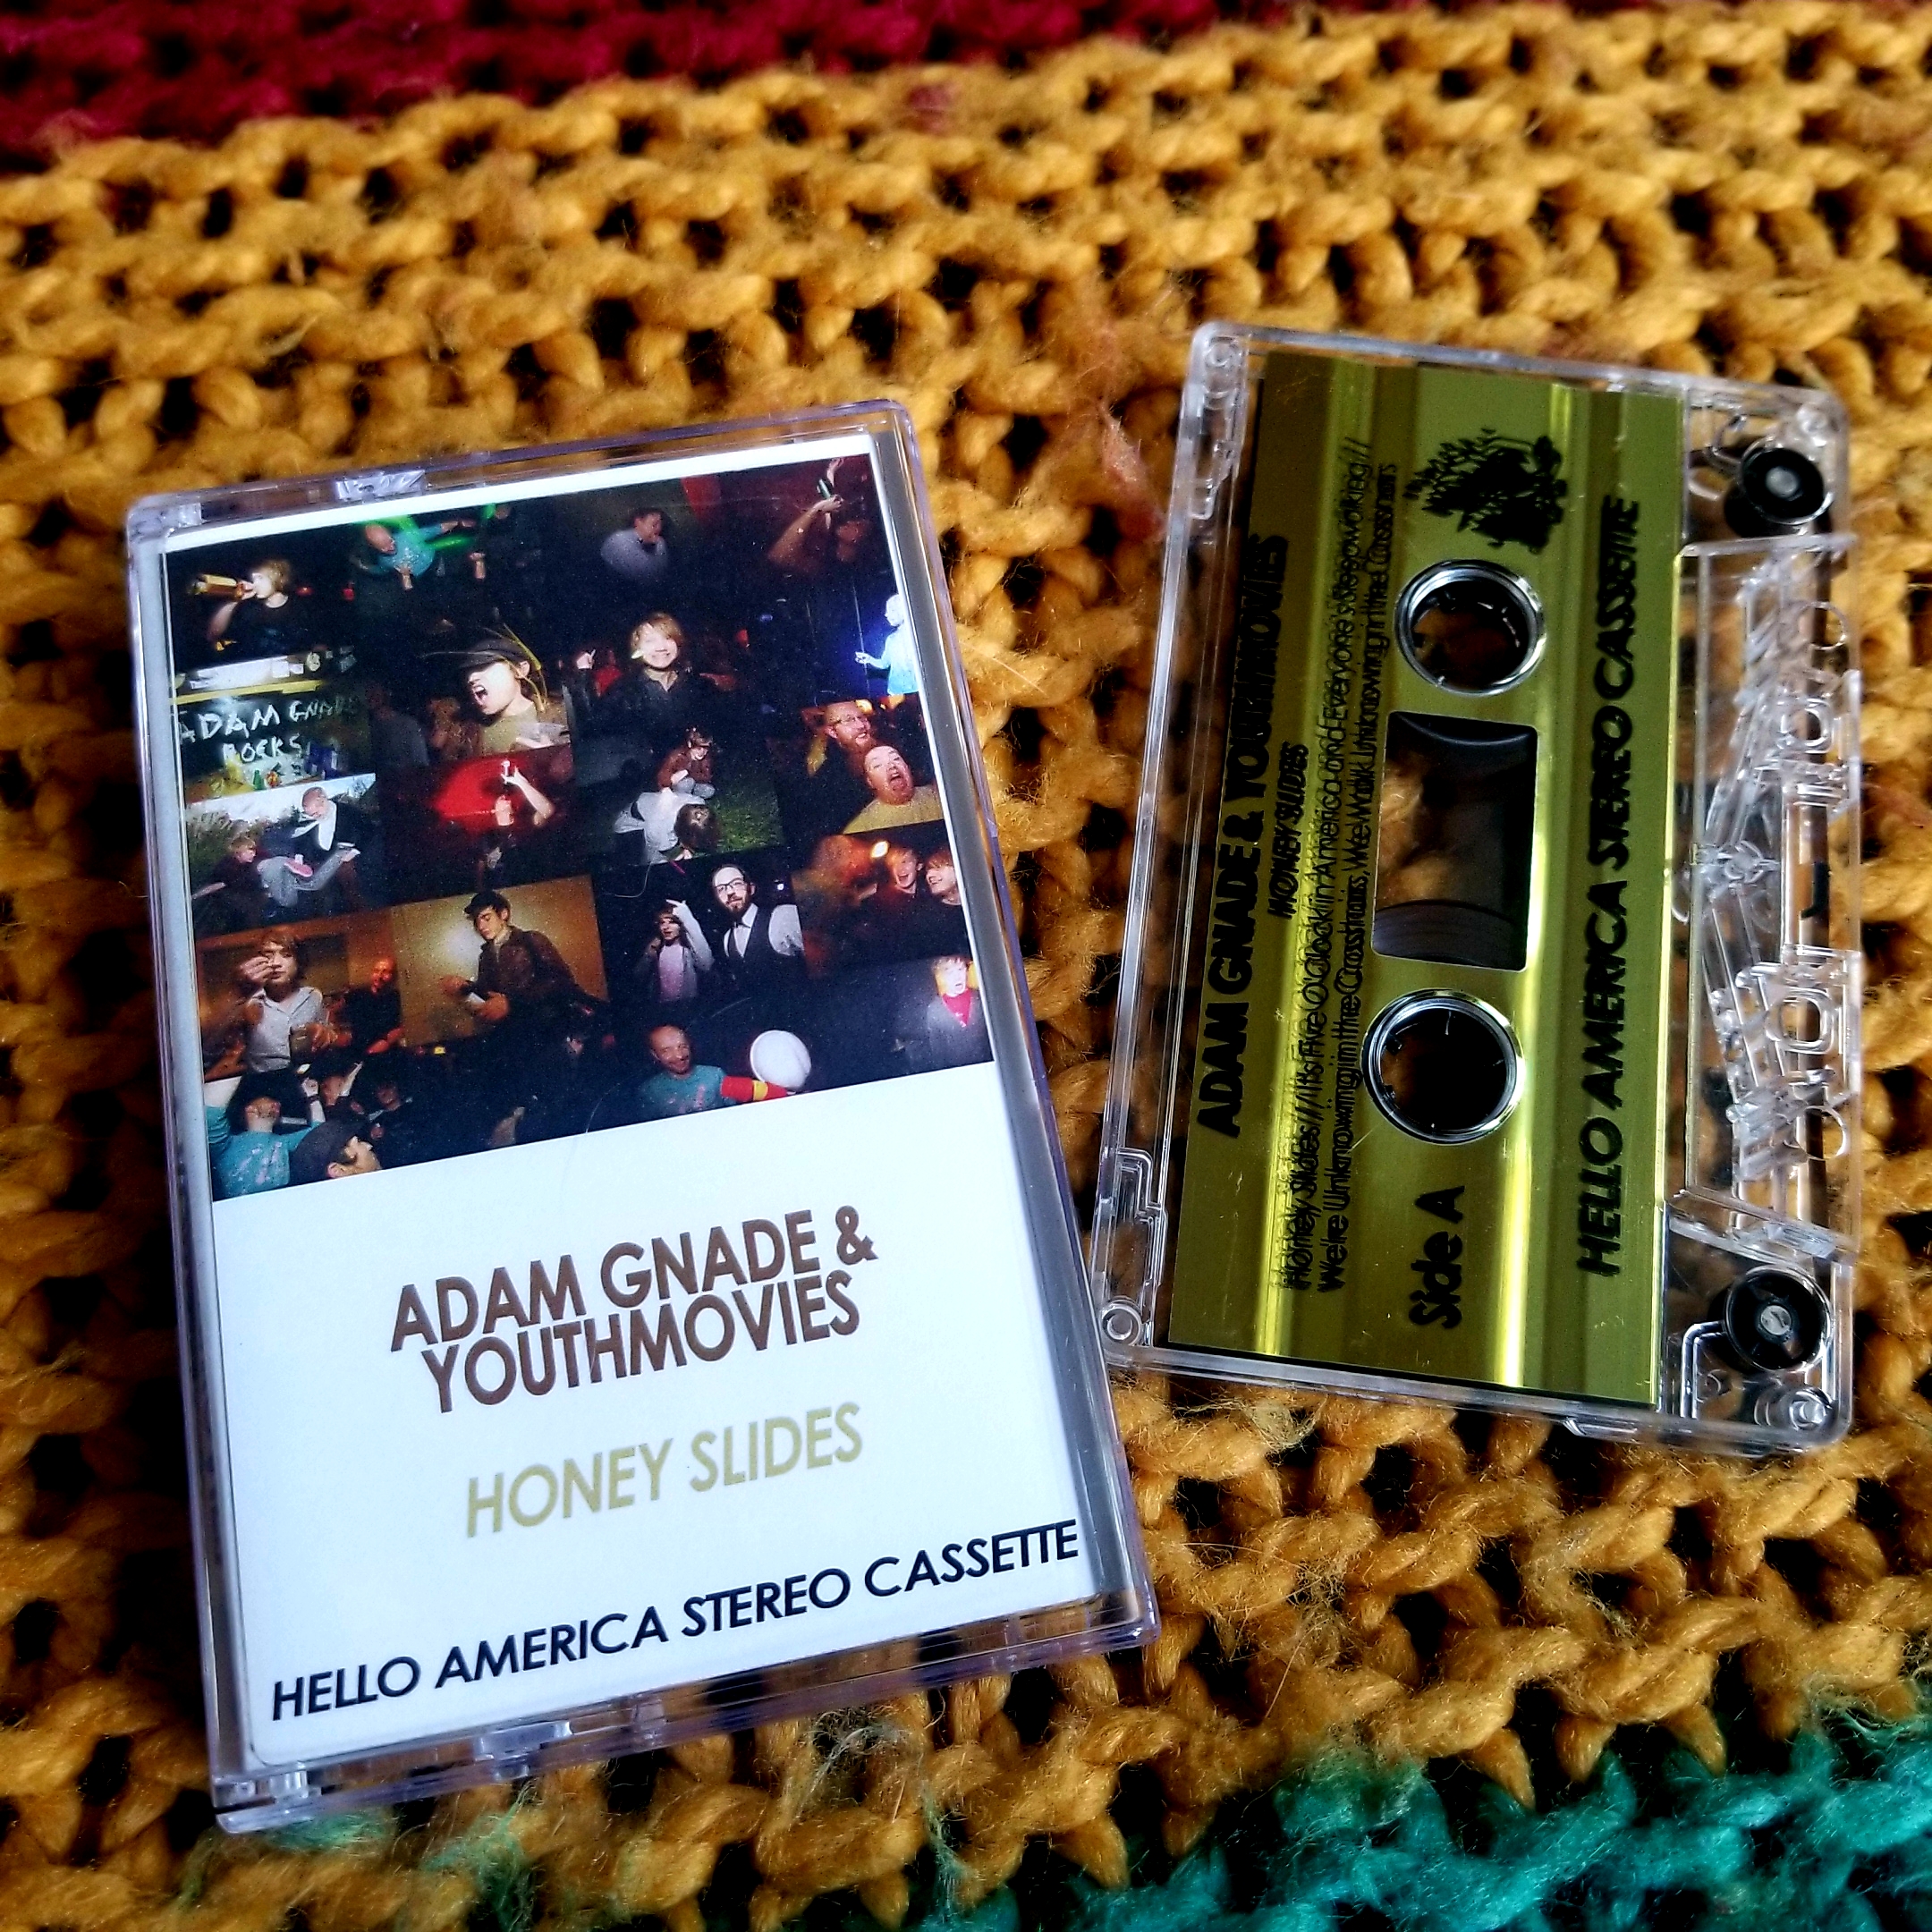 ADAM GNADE
ROCKS
ADAM GNADE &
YOUTHMOVIES
HONEY SLIDES
HELLO AMERICA STEREO CASSETTE
ADAM GNADE & YOUTHMOVIES
HONEY SLIDES
Honey Slides // It's Five O'Clock in America and Everyone's Sleepwalking //
We're Unknowing in the Crosshairs, We Walk Unknowing in the Crosshairs
Side A
HELLO AMERICA STEREO CASSETTE